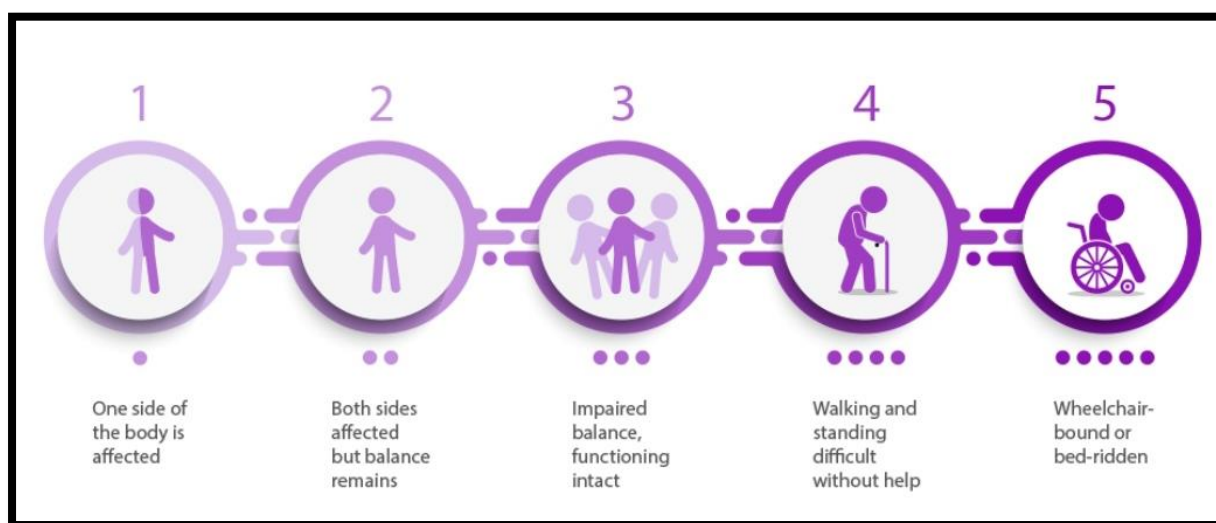 1
2
3
4
5
One side of
the body is
affected
Both sides
affected
but balance
remains
Impaired
balance,
functioning
intact
Walking and
standing
difficult
without help
Wheelchair-
bound or
bed-ridden